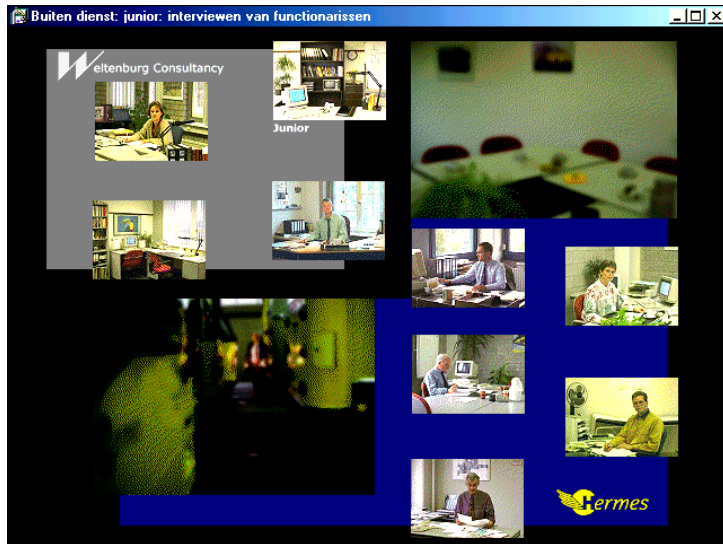 Buiten dienst: junior: interviewen van functionarissen
Weltenburg Consultancy
Junior
Hermes